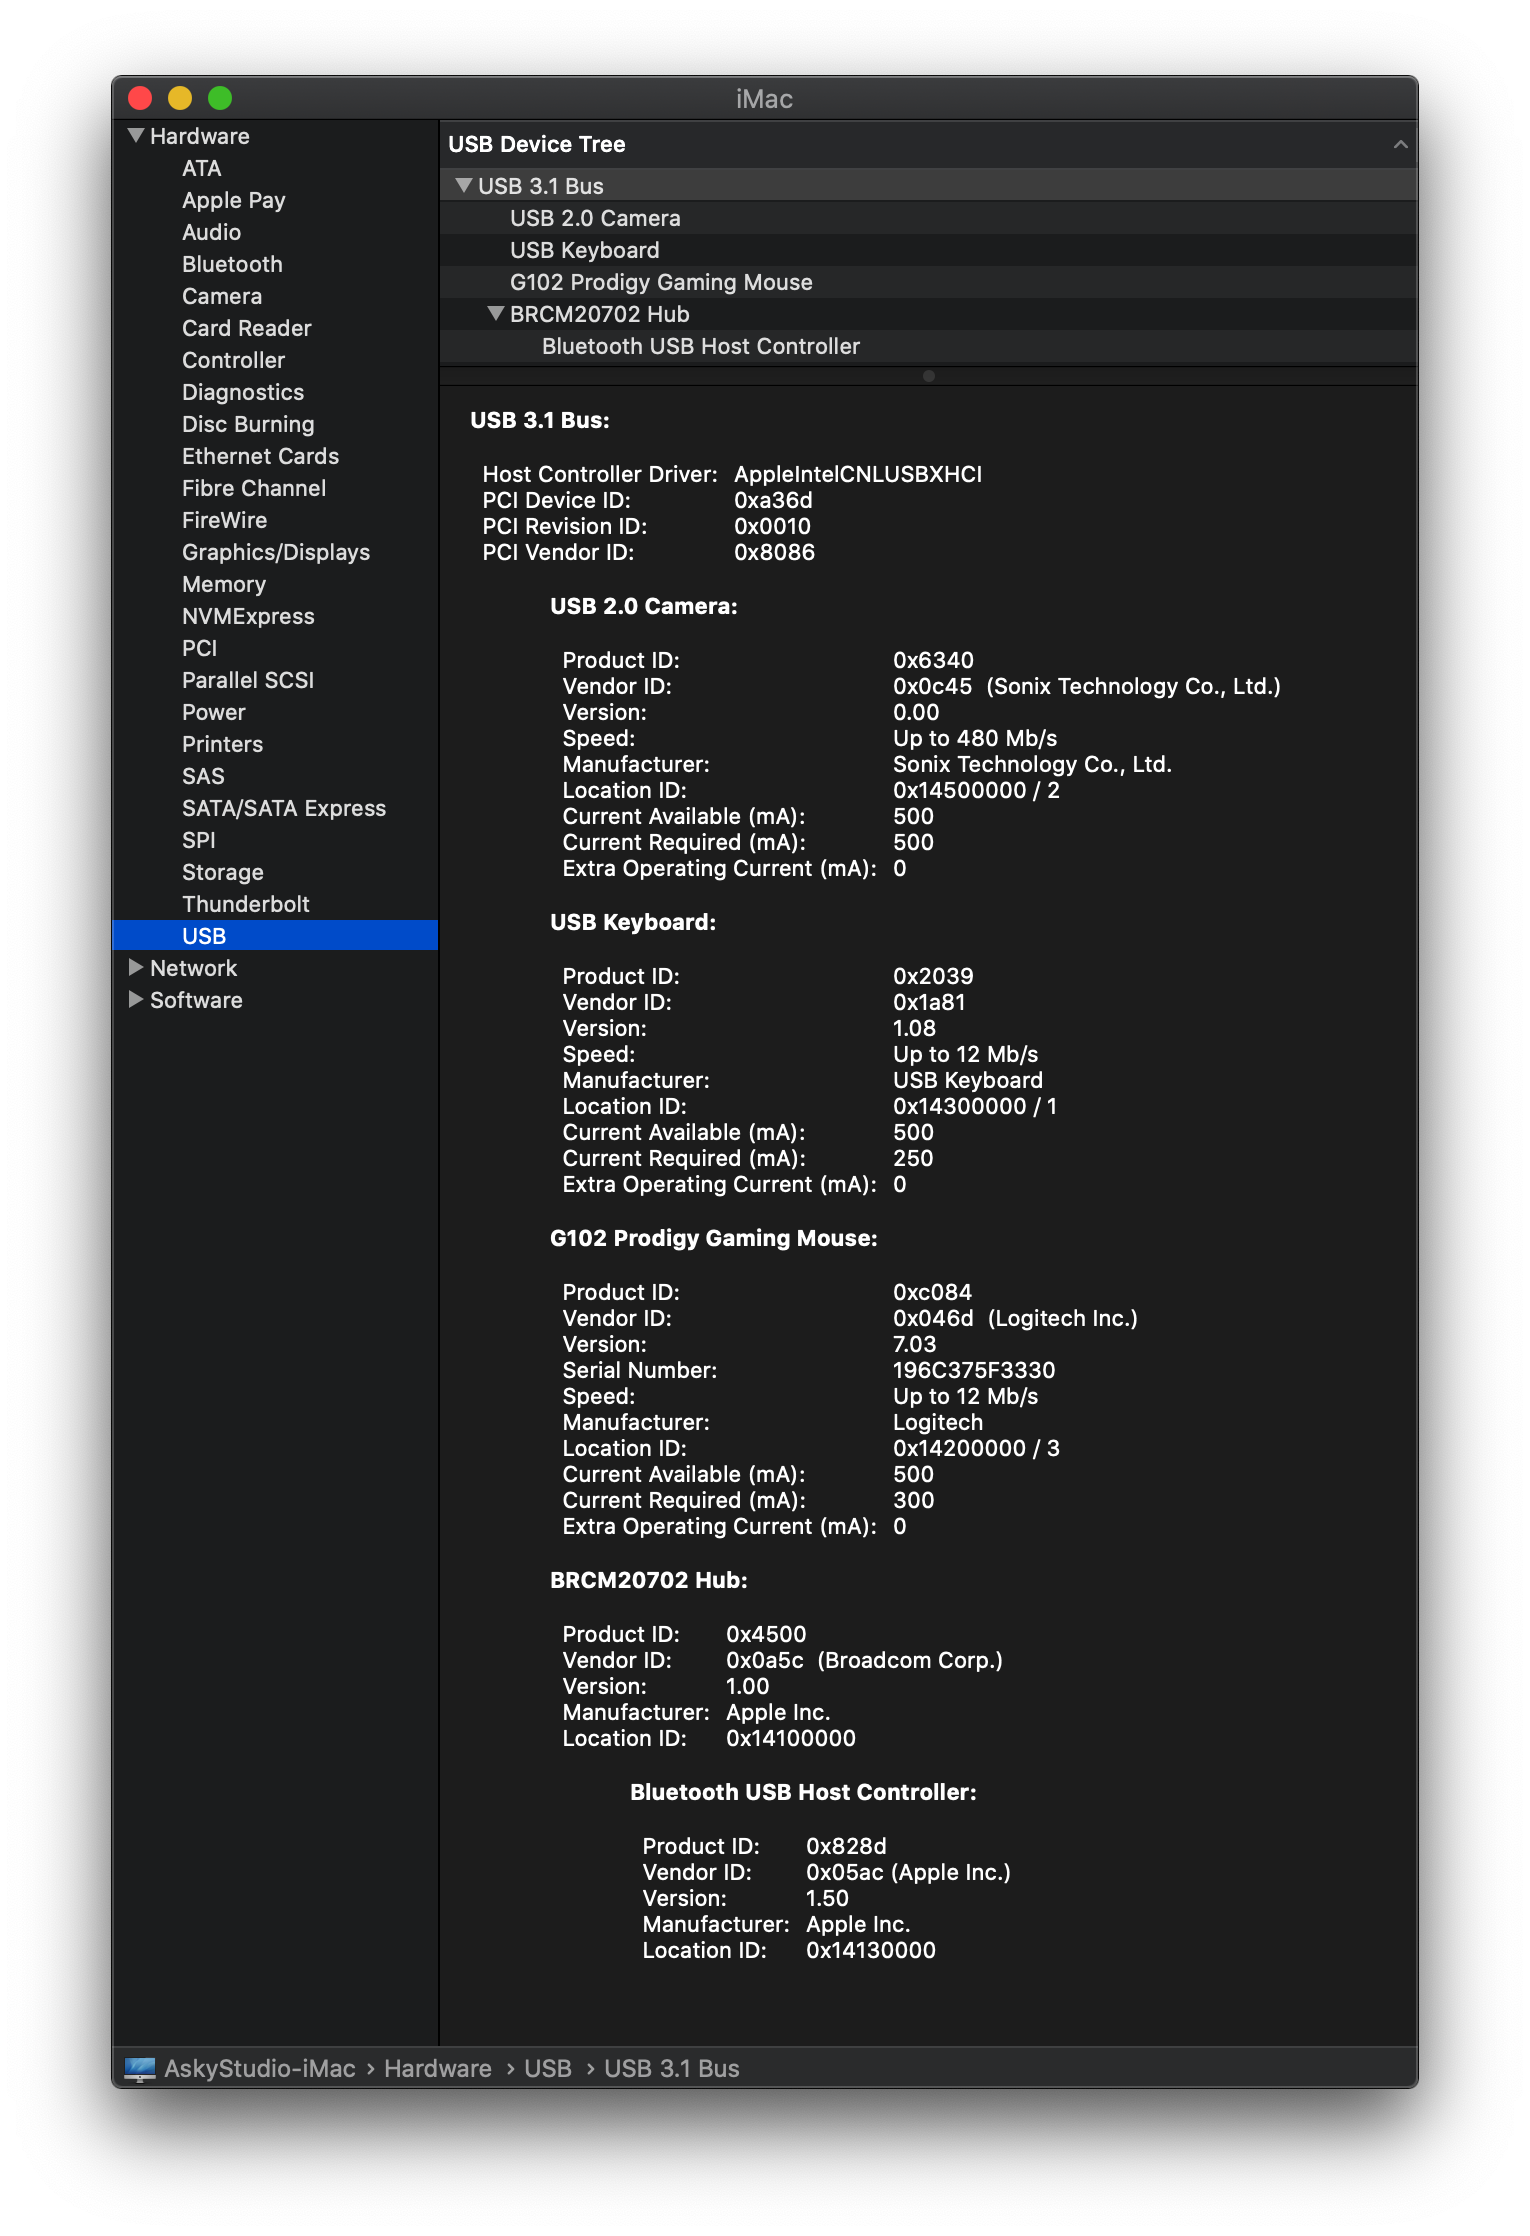 iMac
Hardware
ATA
Apple Pay
Audio
Bluetooth
Camera
Card Reader
Controller
Diagnostics
Disc Burning
Ethernet Cards
Fibre Channel
FireWire
Graphics/Displays
Memory
NVMExpress
PCI
Parallel SCSI
Power
Printers
SAS
SATA/SATA Express
SPI
Storage
Thunderbolt
USB
Network
Software
USB Device Tree
USB 3.1 Bus
USB 2.0 Camera
USB Keyboard
G102 Prodigy Gaming Mouse
BRCM20702 Hub
Bluetooth USB Host Controller
USB 3.1 Bus:
Host Controller Driver: AppleIntelCNLUSBXHCI
PCI Device ID: 0xa36d
PCI Revision ID: 0x0010
PCI Vendor ID: 0x8086
USB 2.0 Camera:
Product ID: 0x6340
Vendor ID: 0x0c45 (Sonix Technology Co., Ltd.)
Version: 0.00
Speed: Up to 480 Mb/s
Manufacturer: Sonix Technology Co., Ltd.
Location ID: 0x14500000 / 2
Current Available (mA): 500
Current Required (mA): 500
Extra Operating Current (mA): 0
USB Keyboard:
Product ID: 0x2039
Vendor ID: 0x1a81
Version: 1.08
Speed: Up to 12 Mb/s
Manufacturer: USB Keyboard
Location ID: 0x14300000 / 1
Current Available (mA): 500
Current Required (mA): 250
Extra Operating Current (mA): 0
G102 Prodigy Gaming Mouse:
Product ID: 0xc084
Vendor ID: 0x046d (Logitech Inc.)
Version: 7.03
Serial Number: 196C375F3330
Speed: Up to 12 Mb/s
Manufacturer: Logitech
Location ID: 0x14200000 / 3
Current Available (mA): 500
Current Required (mA): 300
Extra Operating Current (mA): 0
BRCM20702 Hub:
Product ID: 0x4500
Vendor ID: 0x0a5c (Broadcom Corp.)
Version: 1.00
Manufacturer: Apple Inc.
Location ID: 0x14100000
Bluetooth USB Host Controller:
Product ID: 0x828d
Vendor ID: 0x05ac (Apple Inc.)
Version: 1.50
Manufacturer: Apple Inc.
Location ID: 0x14130000
AskyStudio-iMac › Hardware › USB › USB 3.1 Bus